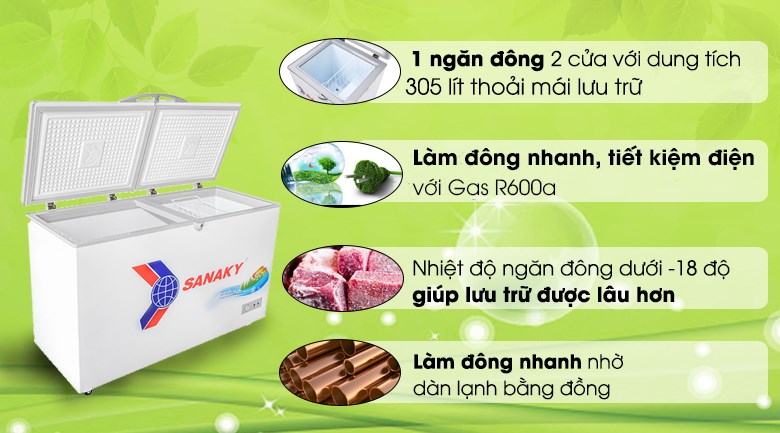 1 ngăn đông 2 cửa với dung tích
305 lít thoải mái lưu trữ
Làm đông nhanh, tiết kiệm điện
với Gas R600a
SANAKY
Nhiệt độ ngăn đông dưới -18 độ
giúp lưu trữ được lâu hơn
Làm đông nhanh nhờ
dàn lạnh bằng đồng